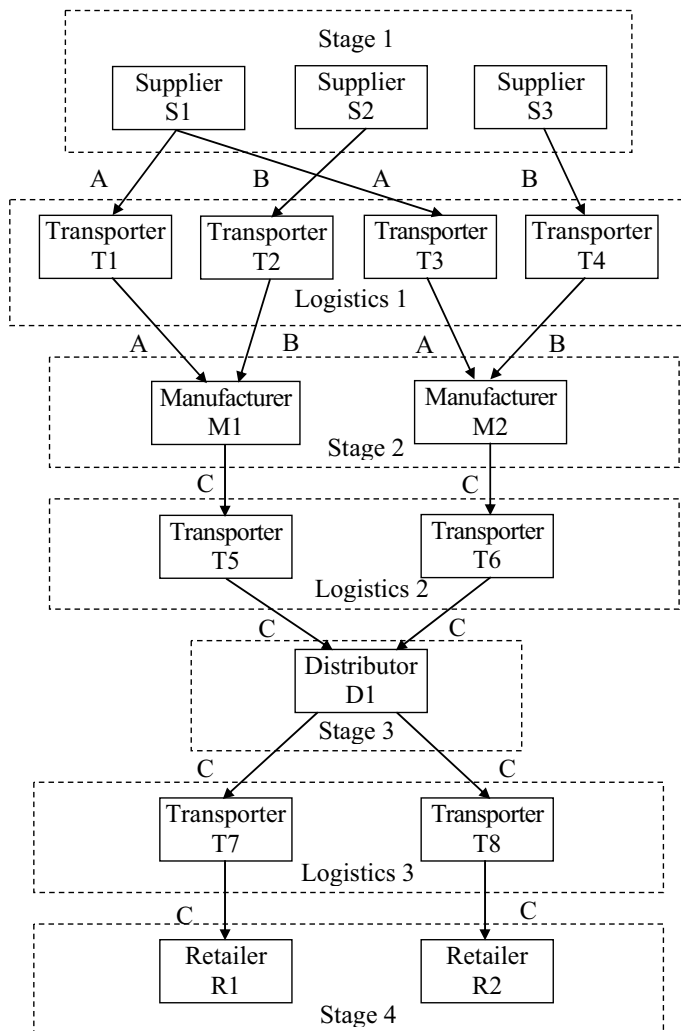 Stage 1
Supplier
S1
Supplier
S2
Supplier
S3
A
B
A
B
Transporter
T1
Transporter
T2
Transporter
T3
Transporter
T4
Logistics 1
A
B
A
B
Manufacturer
M1
Manufacturer
M2
Stage 2
C
C
Transporter
T5
Transporter
T6
Logistics 2
C
C
Distributor
D1
Stage 3
C
C
Transporter
T7
Transporter
T8
Logistics 3
C
C
Retailer
R1
Retailer
R2
Stage 4